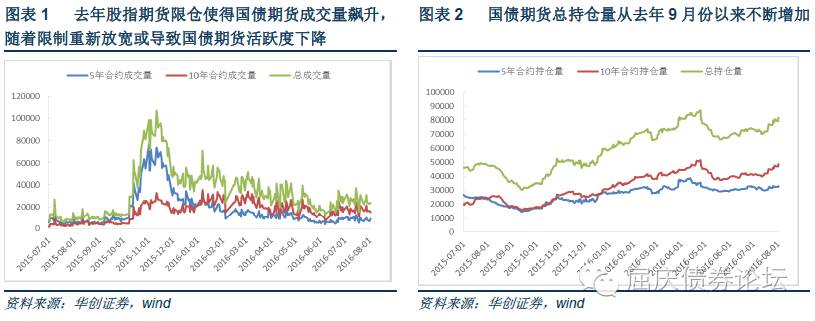 图表 1 去年股指期货限仓使得国债期货成交量飙升，
随着限制重新放宽或导致国债期货活跃度下降
5年合约成交量 10年合约成交量 总成交量
120000
100000
80000
60000
40000
20000
0
2015-07-01 2015-08-01 2015-09-01 2015-10-01 2015-11-01 2015-12-01 2016-01-01 2016-02-01 2016-03-01 2016-04-01 2016-05-01 2016-06-01 2016-07-01 2016-08-01
资料来源：华创证券，wind
图表 2 国债期货总持仓量从去年 9 月份以来不断增加
5年合约持仓量 10年合约持仓量 总持仓量
100000
90000
80000
70000
60000
50000
40000
30000
20000
10000
0
2015-07-01 2015-08-01 2015-09-01 2015-10-01 2015-11-01 2015-12-01 2016-01-01 2016-02-01 2016-03-01 2016-04-01 2016-05-01 2016-06-01 2016-07-01 2016-08-01
资料来源：华创证券，wind
屈庆债券论坛